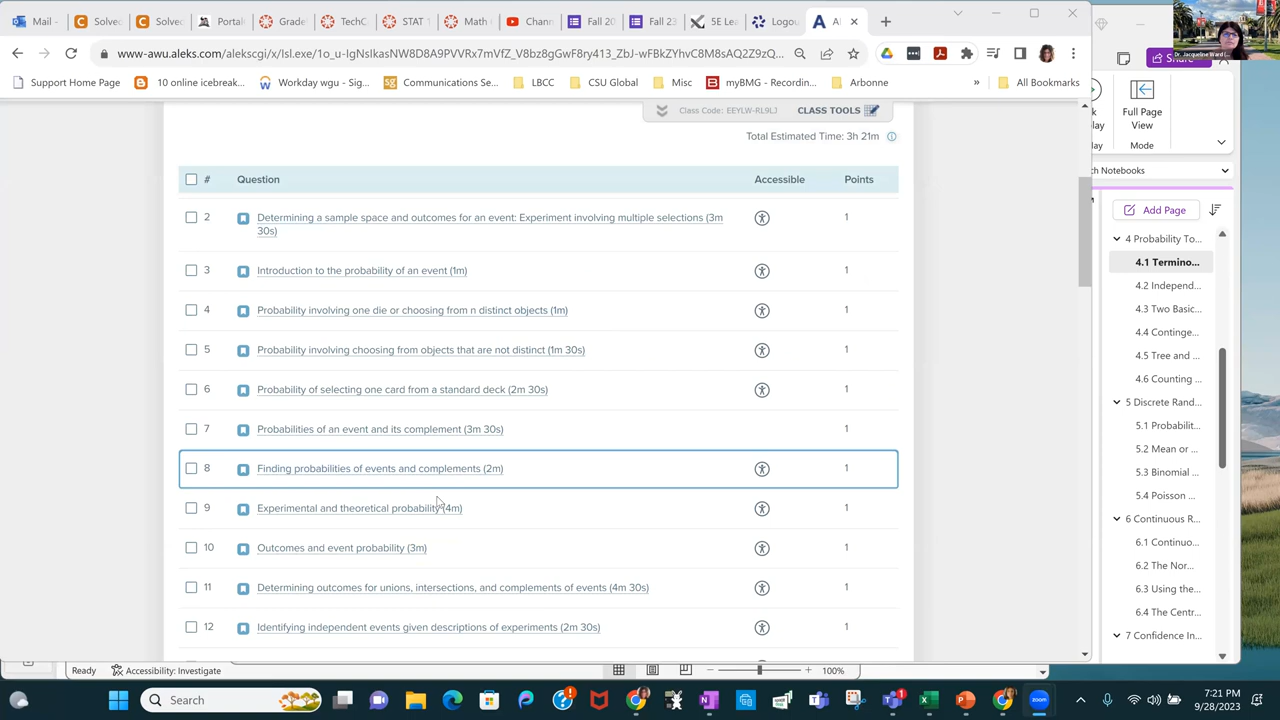 Mail -
Solved
Solved
Portal
Grade
TechC
STAT
Math
Chatv
Fall 20
Fall 23
SE Lea
Logou
Al
www-awu.aleks.com/alekscgi/x/Isl.exe/1o_u-
Support Home Page
10 online icebreak...
Workday wgu - Sig...
Communications Se...
LBCC
CSU Global
Misc
myBMG - Recordin...
Arbonne
»
All Bookmarks
Class Code: EEYLW-RL9LJ
CLASS TOOLS
Total Estimated Time: 3h 21m
# Question Accessible Points
2 Determining a sample space and outcomes for an event: Experiment involving multiple selections (3m
30s) 1
3 Introduction to the probability of an event (1m) 1
4 Probability involving one die or choosing from n distinct objects (1m) 1
5 Probability involving choosing from objects that are not distinct (1m 30s) 1
6 Probability of selecting one card from a standard deck (2m 30s) 1
7 Probabilities of an event and its complement (3m 30s) 1
8 Finding probabilities of events and complements (2m) 1
9 Experimental and theoretical probability (4m) 1
10 Outcomes and event probability (3m) 1
11 Determining outcomes for unions, intersections, and complements of events (4m 30s) 1
12 Identifying independent events given descriptions of experiments (2m 30s) 1
Ready
Accessibility: Investigate
100%
Dr. Jacqueline Ward (
Share
Full Page
View
Mode
ch Notebooks
Add Page
4 Probability To...
4.1 Termino...
4.2 Independ...
4.3 Two Basic...
4.4 Continge...
4.5 Tree and ...
4.6 Counting ...
5 Discrete Rand...
5.1 Probabilit...
5.2 Mean or ...
5.3 Binomial ...
5.4 Poisson ...
6 Continuous R...
6.1 Continuo...
6.2 The Nor...
6.3 Using the...
6.4 The Centr...
7 Confidence In...
Search
zoom
7:21 PM
9/28/2023